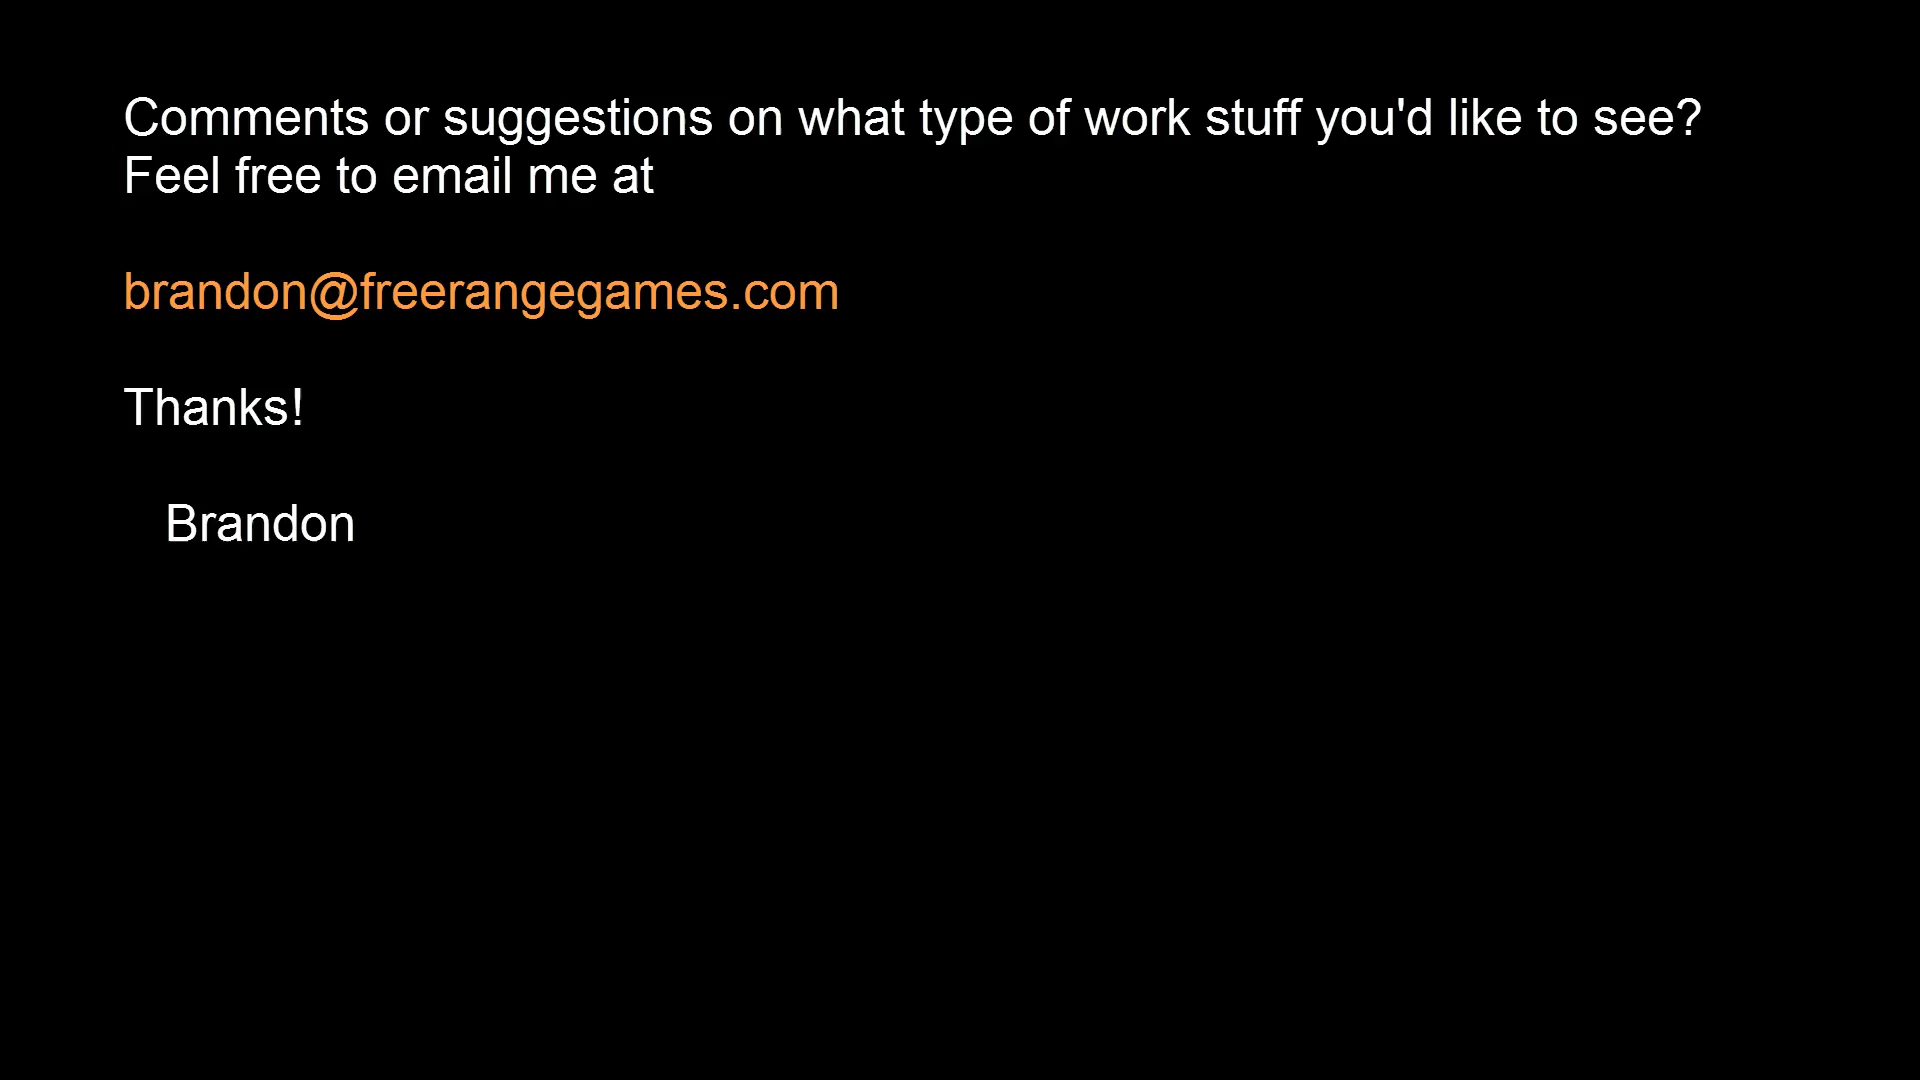 Comments or suggestions on what type of work stuff you'd like to see?
Feel free to email me at
brandon@freerangegames.com
Thanks!
Brandon